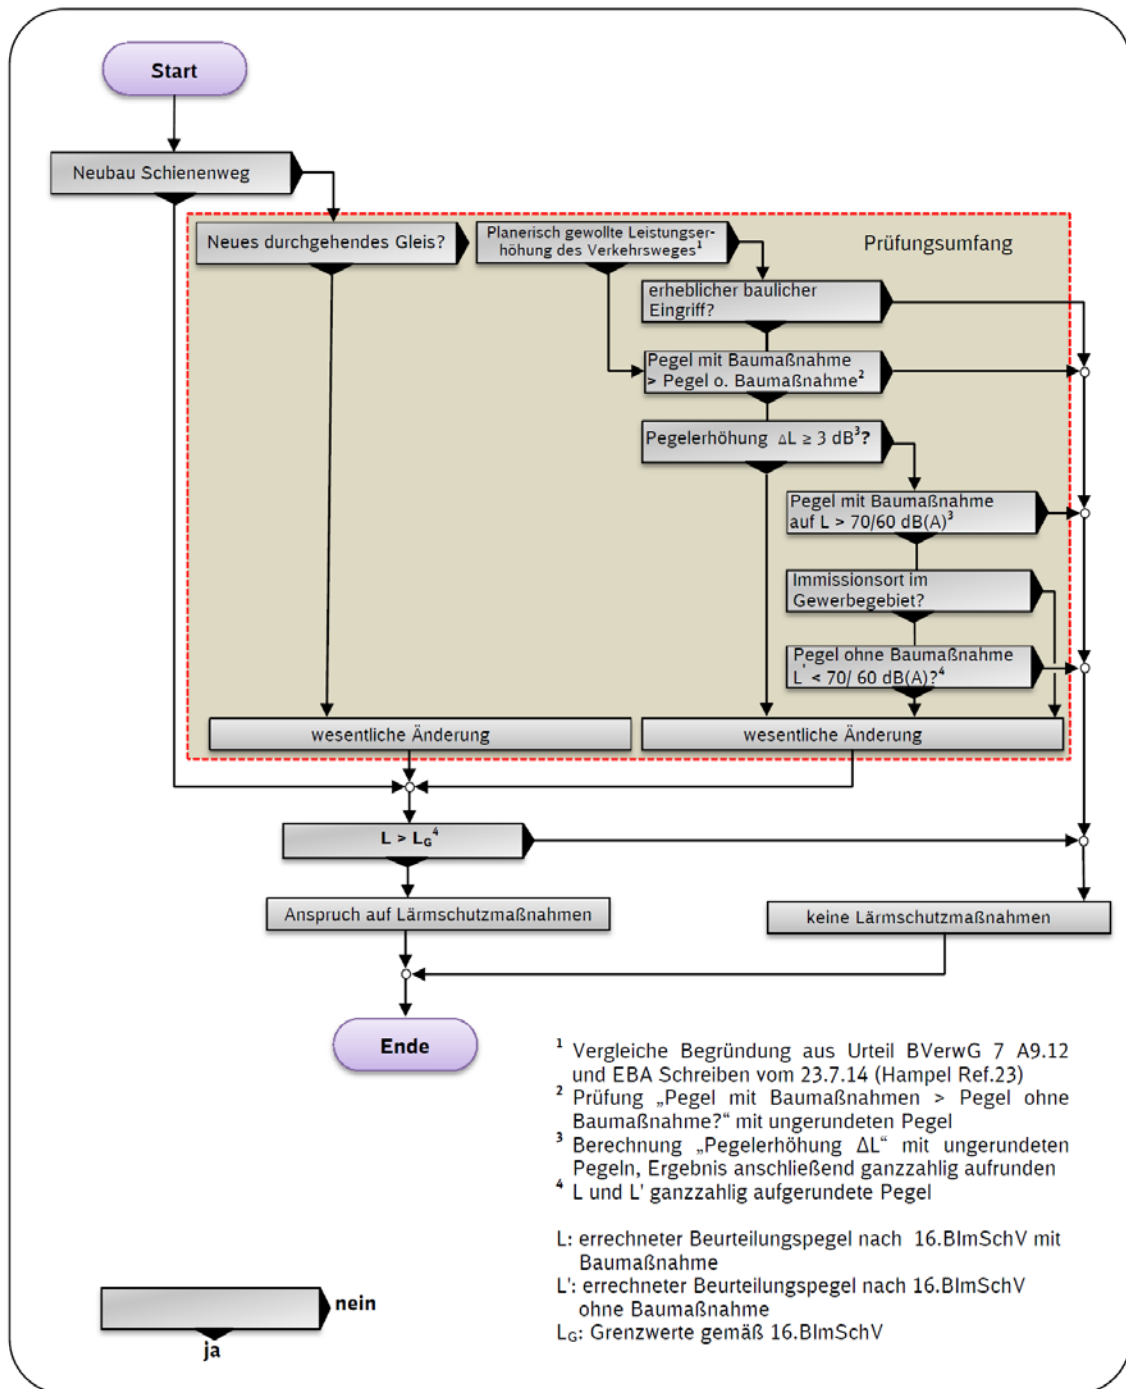 Start
Neubau Schienenweg
Neues durchgehendes Gleis?
Planerisch gewollte Leistungser-
höhung des Verkehrsweges1
Prüfungsumfang
erheblicher baulicher
Eingriff?
Pegel mit Baumaßnahme
> Pegel o. Baumaßnahme2
Pegelerhöhung ΔL ≥ 3 dB3?
Pegel mit Baumaßnahme
auf L > 70/60 dB(A)3
Immissionsort im
Gewerbegebiet?
Pegel ohne Baumaßnahme
L' < 70/ 60 dB(A)?4
wesentliche Änderung
wesentliche Änderung
L > LG4
Anspruch auf Lärmschutzmaßnahmen
keine Lärmschutzmaßnahmen
Ende
1 Vergleiche Begründung aus Urteil BVerwG 7 A9.12
und EBA Schreiben vom 23.7.14 (Hampel Ref.23)
2 Prüfung „Pegel mit Baumaßnahmen > Pegel ohne
Baumaßnahme?“ mit ungerundeten Pegel
3 Berechnung „Pegelerhöhung ΔL“ mit ungerundeten
Pegeln, Ergebnis anschließend ganzzahlig aufrunden
4 L und L' ganzzahlig aufgerundete Pegel
L: errechneter Beurteilungspegel nach 16.BImSchV mit
Baumaßnahme
L': errechneter Beurteilungspegel nach 16.BImSchV
ohne Baumaßnahme
LG: Grenzwerte gemäß 16.BImSchV
nein
ja